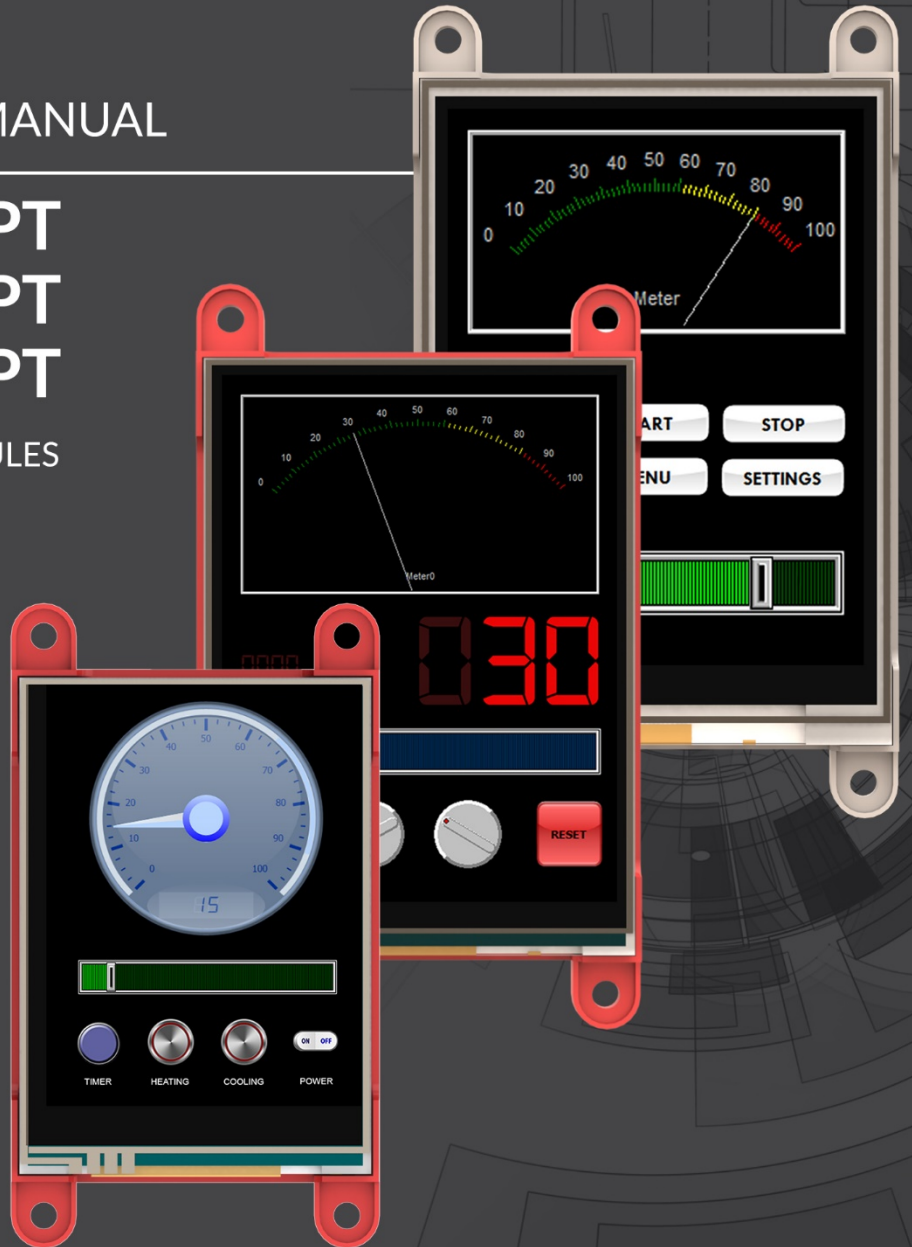 MANUAL
PT
PT
PT
ULES
0 10 20 30 40 50 60 70 80 90 100
Meter
ART STOP
ENU SETTINGS
0 10 20 30 40 50 60 70 80 90 100
Meter0
0000
030
RESET
0 10 20 30 40 50 60 70 80 90 100
15
ON OFF
TIMER HEATING COOLING POWER